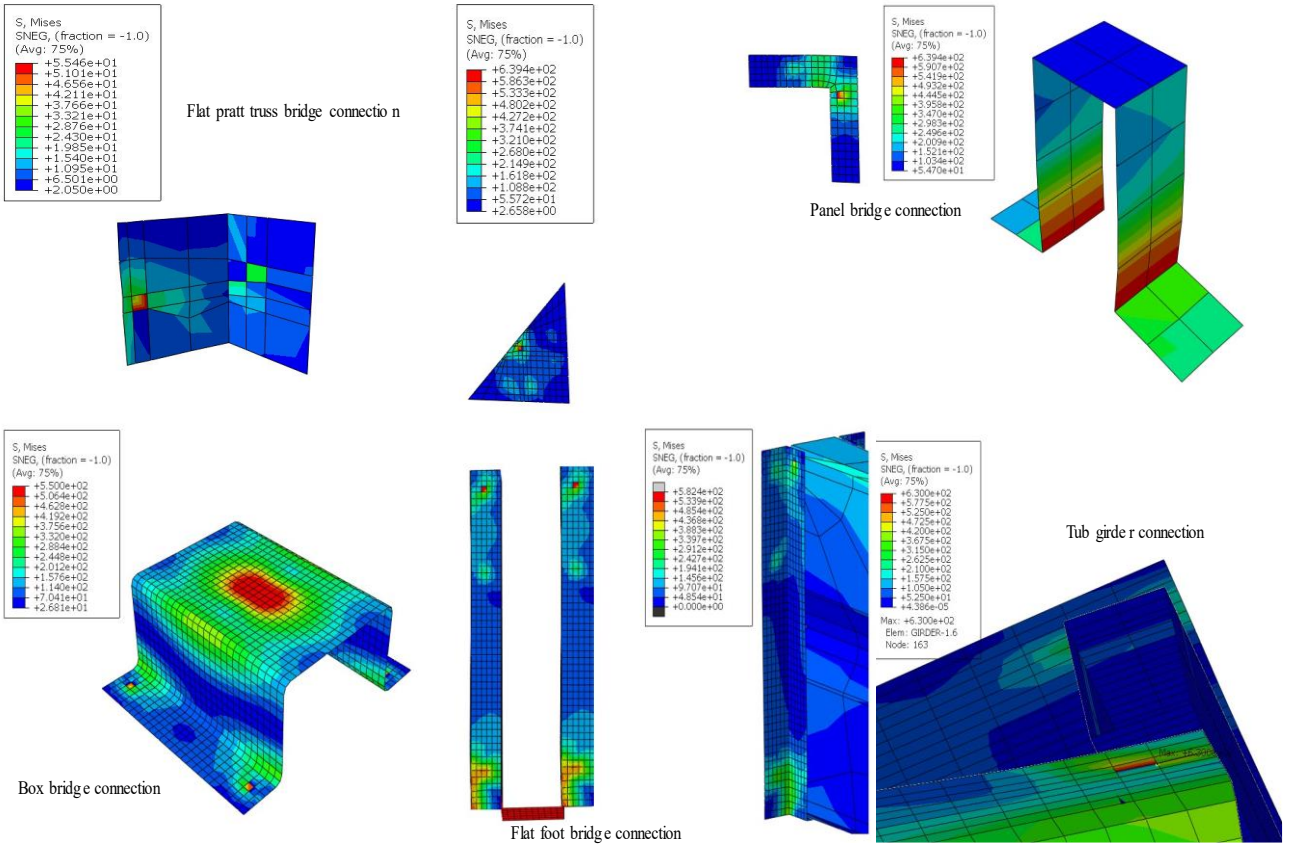 S, Mises
SNEG, (fraction = -1.0)
(Avg: 75%)
+5.546e+01
+5.101e+01
+4.656e+01
+4.211e+01
+3.766e+01
+3.321e+01
+2.876e+01
+2.430e+01
+1.985e+01
+1.540e+01
+1.095e+01
+6.501e+00
+2.050e+00
Flat pratt truss bridge connectio n
S, Mises
SNEG, (fraction = -1.0)
(Avg: 75%)
+6.394e+02
+5.863e+02
+5.333e+02
+4.802e+02
+4.272e+02
+3.741e+02
+3.210e+02
+2.680e+02
+2.149e+02
+1.618e+02
+1.088e+02
+5.572e+01
+2.658e+00
S, Mises
SNEG, (fraction = -1.0)
(Avg: 75%)
+6.394e+02
+5.907e+02
+5.419e+02
+4.932e+02
+4.445e+02
+3.958e+02
+3.470e+02
+2.983e+02
+2.496e+02
+2.009e+02
+1.521e+02
+1.034e+02
+5.470e+01
Panel bridge connection
S, Mises
SNEG, (fraction = -1.0)
(Avg: 75%)
+5.500e+02
+5.064e+02
+4.628e+02
+4.192e+02
+3.756e+02
+3.320e+02
+2.884e+02
+2.448e+02
+2.012e+02
+1.576e+02
+1.140e+02
+7.041e+01
+2.681e+01
Box bridge connection
S, Mises
SNEG, (fraction = -1.0)
(Avg: 75%)
+5.824e+02
+5.339e+02
+4.854e+02
+4.368e+02
+3.883e+02
+3.397e+02
+2.912e+02
+2.427e+02
+1.941e+02
+1.456e+02
+9.707e+01
+4.854e+01
+0.000e+00
Flat foot bridge connection
S, Mises
SNEG, (fraction = -1.0)
(Avg: 75%)
+6.300e+02
+5.775e+02
+5.250e+02
+4.725e+02
+4.200e+02
+3.675e+02
+3.150e+02
+2.625e+02
+2.100e+02
+1.575e+02
+1.050e+02
+5.250e+01
+4.386e-05
Max: +6.300e+02
Elem: GIRDER-1.6
Node: 163
Tub girde r connection